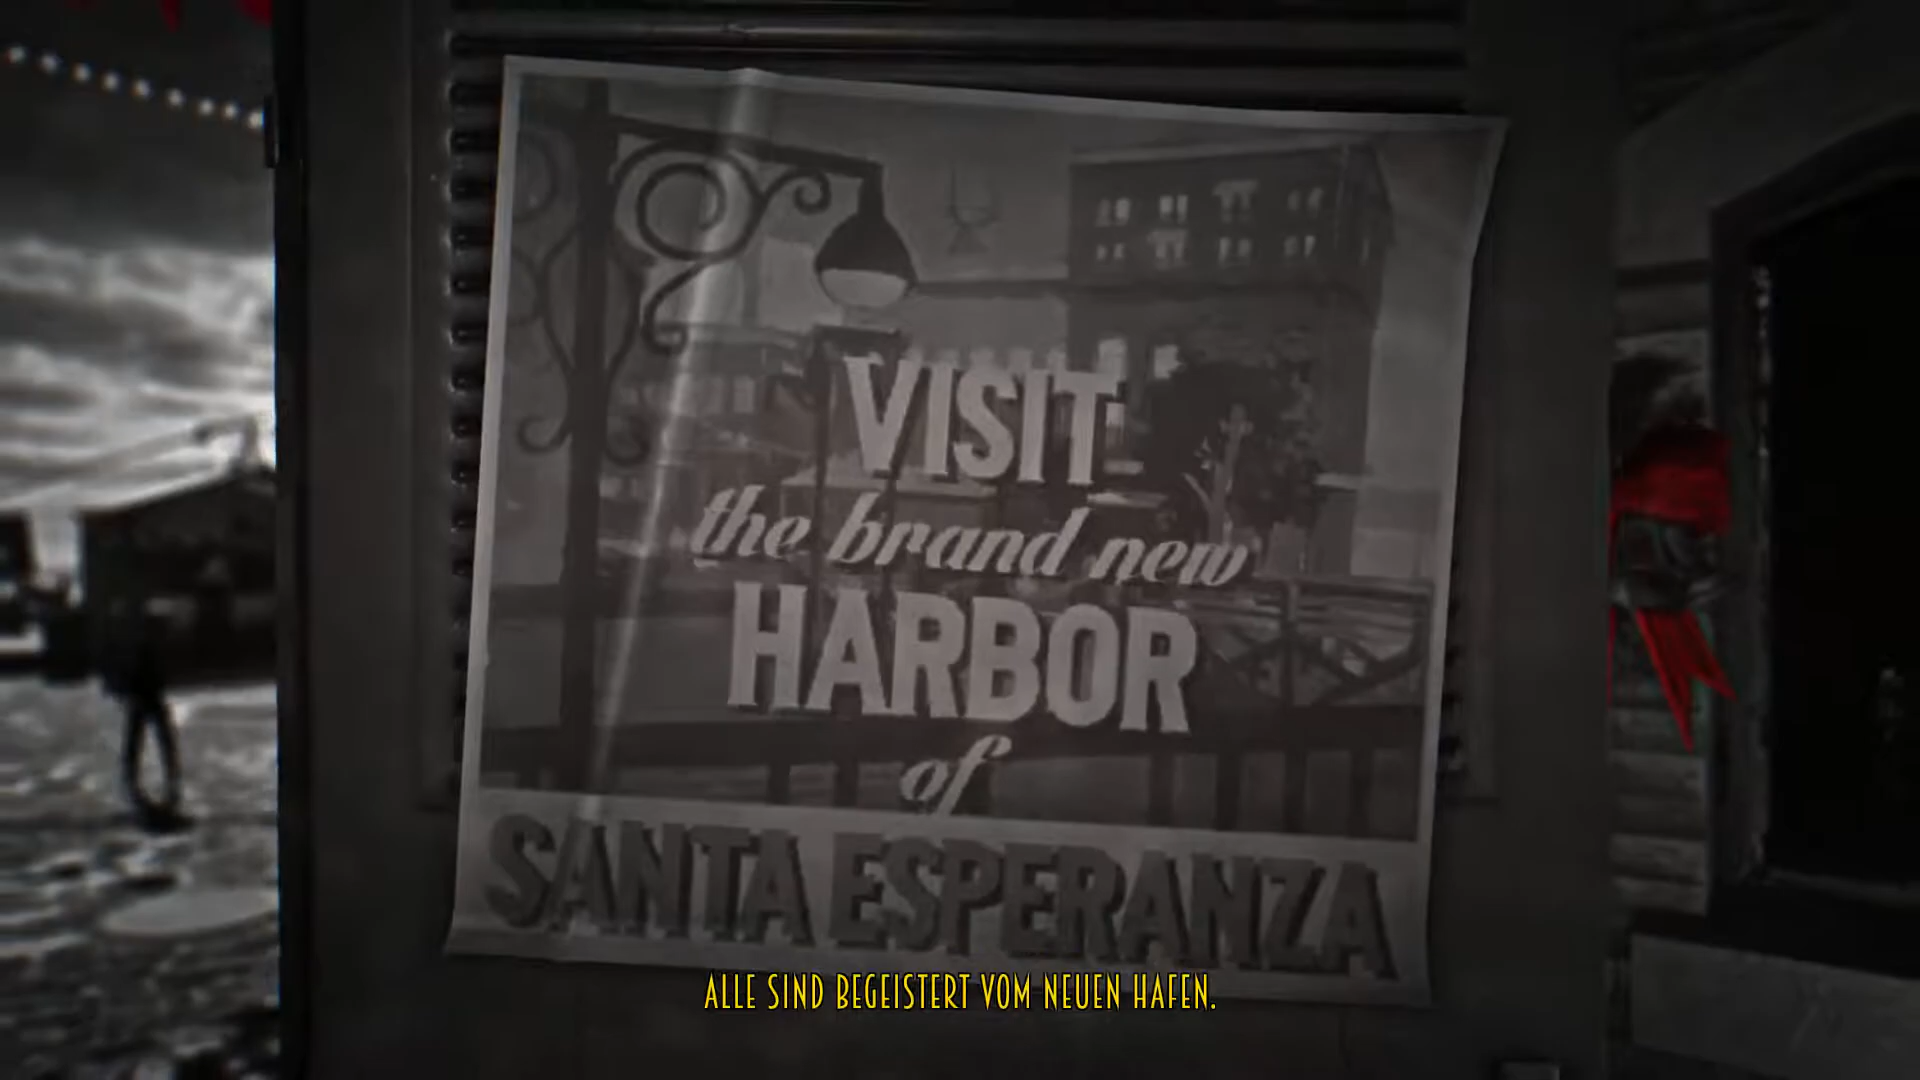 VISIT
the brand new
HARBOR
of
SANTA ESPERANZA
ALLE SIND BEGEISTERT VOM NEUEN HAFEN.